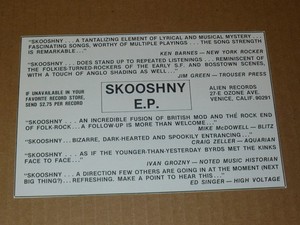 "SKOOSHNY . . . A TANTALIZING ELEMENT OF LYRICAL AND MUSICAL MYSTERY . . .
FASCINATING SONGS, WORTHY OF MULTIPLE PLAYINGS . . . THE SONG STRENGTH
IS REMARKABLE..."
KEN BARNES — NEW YORK ROCKER
"SKOOSHNY . . . DOES STAND UP TO REPEATED LISTENINGS . . . REMINISCENT OF
THE FOLKIES-TURNED-ROCKERS OF THE EARLY S.F. AND BOSSTOWN SCENES,
WITH A TOUCH OF ANGLO SHADING AS WELL. . ."
JIM GREEN — TROUSER PRESS
IF UNAVAILABLE IN YOUR
FAVORITE RECORD STORE,
SEND $2.75 PER RECORD
SKOOSHNY
E.P.
ALIEN RECORDS
27 E OZONE AVE.
VENICE, CALIF. 90291
"SKOOSHNY . . . AN INCREDIBLE FUSION OF BRITISH MOD AND THE ROCK END
OF FOLK-ROCK... A FOLLOW-UP IS MORE THAN WELCOME..."
MIKE McDOWELL — BLITZ
"SKOOSHNY... BIZARRE, DARK-HEARTED AND SPOOKILY ENTRANCING..."
CRAIG ZELLER — AQUARIAN
"SKOOSHNY . . . AS IF THE YOUNGER-THAN-YESTERDAY BYRDS MET THE KINKS
FACE TO FACE..."
IVAN GROZNY — NOTED MUSIC HISTORIAN
"SKOOSHNY . . . A DIRECTION FEW OTHERS ARE GOING IN AT THE MOMENT (NEXT
BIG THING?)... REFRESHING. MAKE A POINT TO HEAR THIS..."
ED SINGER — HIGH VOLTAGE